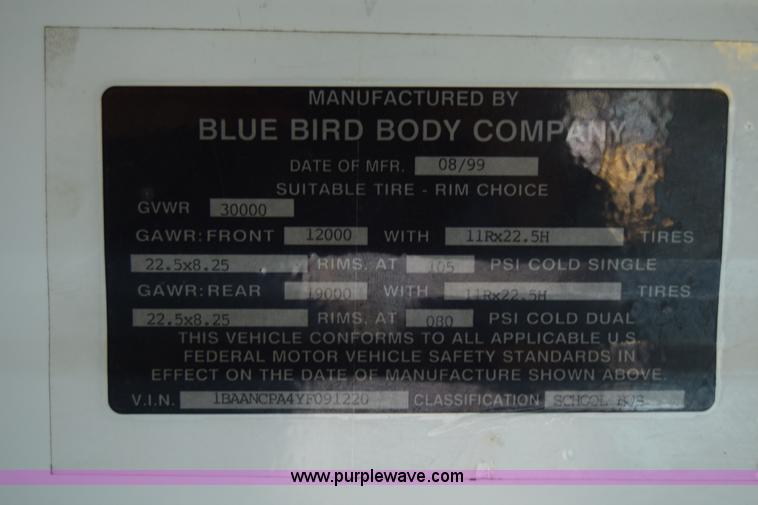 MANUFACTURED BY
BLUE BIRD BODY COMPANY
DATE OF MFR. 08/99
SUITABLE TIRE - RIM CHOICE
GVWR 30000
GAWR: FRONT 12000 WITH 11Rx22.5H TIRES
22.5x8.25 RIMS, AT 105 PSI COLD SINGLE
GAWR: REAR 19000 WITH 11Rx22.5H TIRES
22.5x8.25 RIMS, AT 080 PSI COLD DUAL
THIS VEHICLE CONFORMS TO ALL APPLICABLE U.S.
FEDERAL MOTOR VEHICLE SAFETY STANDARDS IN
EFFECT ON THE DATE OF MANUFACTURE SHOWN ABOVE.
V.I.N. 1BAANCPA4YF091220 CLASSIFICATION SCHOOL BUS
www.purplewave.com